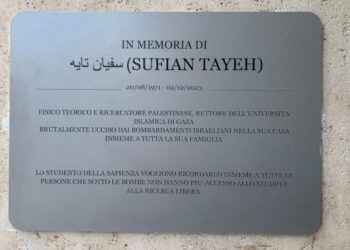 IN MEMORIA DI
سفيان تايه (SUFIAN TAYEH)
20/08/1971 - 02/12/2023
FISICO TEORICO E RICERCATORE PALESTINESE, RETTORE DELL'UNIVERSITA'
ISLAMICA DI GAZA
BRUTALMENTE UCCISO DAI BOMBARDAMENTI ISRAELIANI NELLA SUA CASA
INSIEME A TUTTA LA SUA FAMIGLIA
LƏ STUDENTƏ DELLA SAPIENZA VOGLIONO RICORDARLO INSIEME A TUTTE LE
PERSONE CHE SOTTO LE BOMBE NON HANNO PIU' ACCESSO ALLO STUDIO E
ALLA RICERCA LIBERA